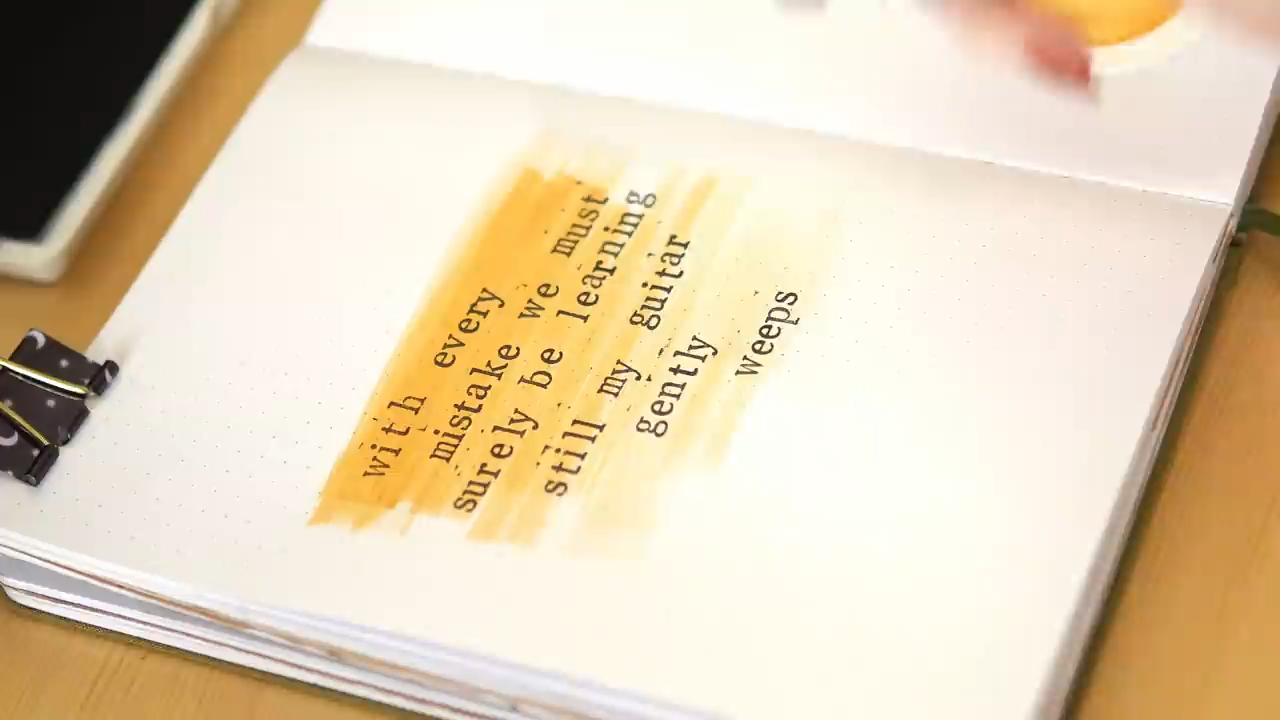 with every
mistake we must
surely be learning
still my guitar
gently
weeps